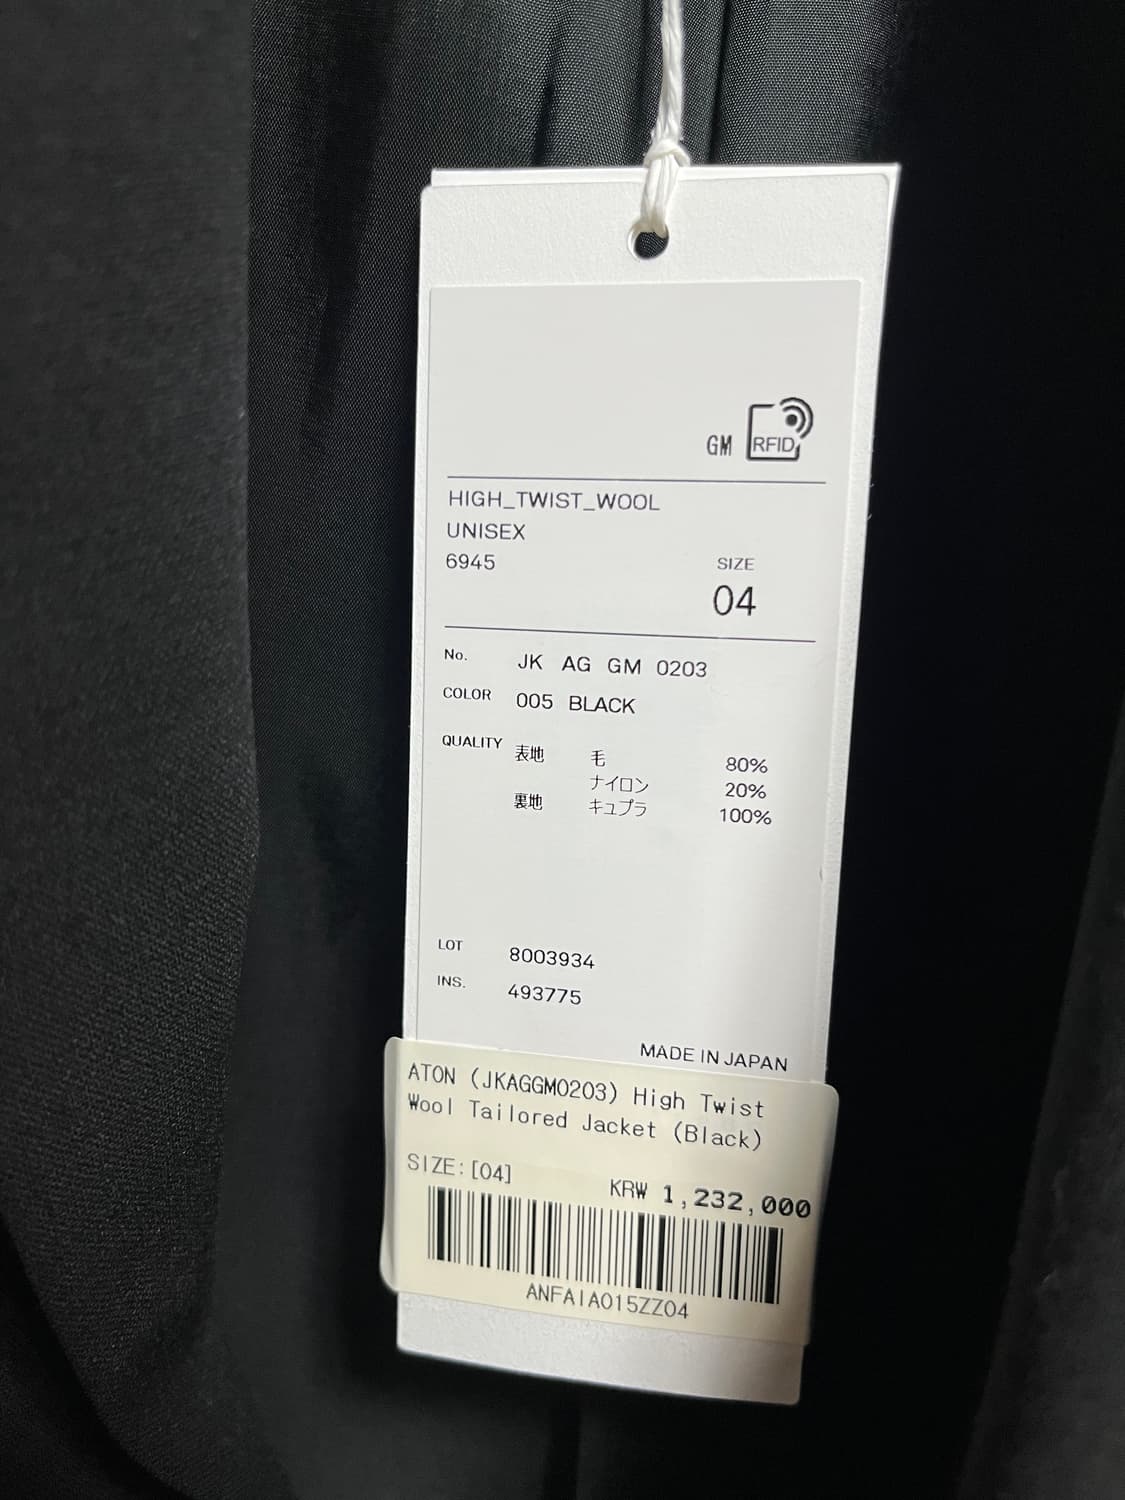 GM RFID
HIGH_TWIST_WOOL
UNISEX
6945
SIZE
04
No. JK AG GM 0203
COLOR 005 BLACK
QUALITY 表地 毛 80%
ナイロン 20%
裏地 キュプラ 100%
LOT 8003934
INS. 493775
MADE IN JAPAN
ATON (JKAGGM0203) High Twist
Wool Tailored Jacket (Black)
SIZE:[04]
KRW 1,232,000
ANFAIA015ZZ04